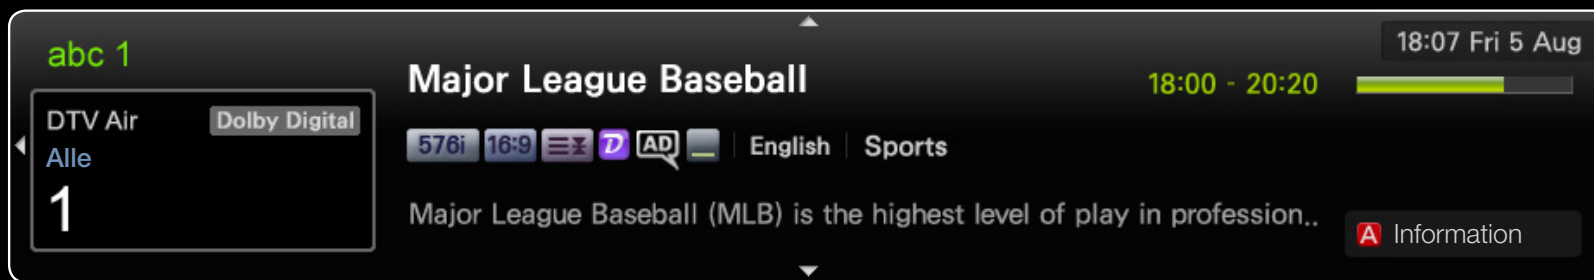 abc 1
DTV Air Dolby Digital
Alle
1
Major League Baseball 18:00 - 20:20
576i 16:9 D AD English Sports
Major League Baseball (MLB) is the highest level of play in profession..
18:07 Fri 5 Aug
A Information